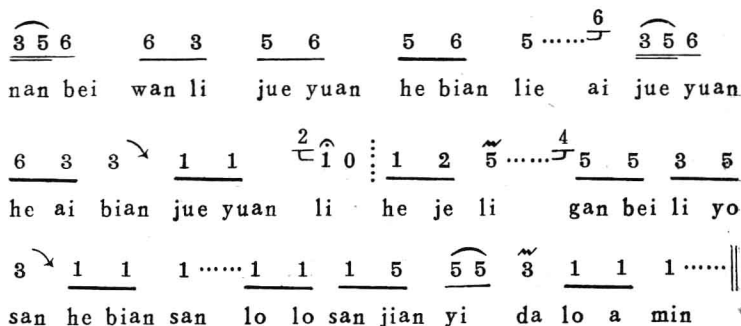 3 5 6 6 3 5 6 5 6 5 ······ 6 3 5 6
nan bei wan li jue yuan he bian lie ai jue yuan
6 3 3 1 1 2 1 0 1 2 5 ······ 4 5 5 3 5
he ai bian jue yuan li he je li gan bei li yo
3 1 1 1 ······ 1 1 1 5 5 5 3 1 1 1 ······
san he bian san lo lo san jian yi da lo a min